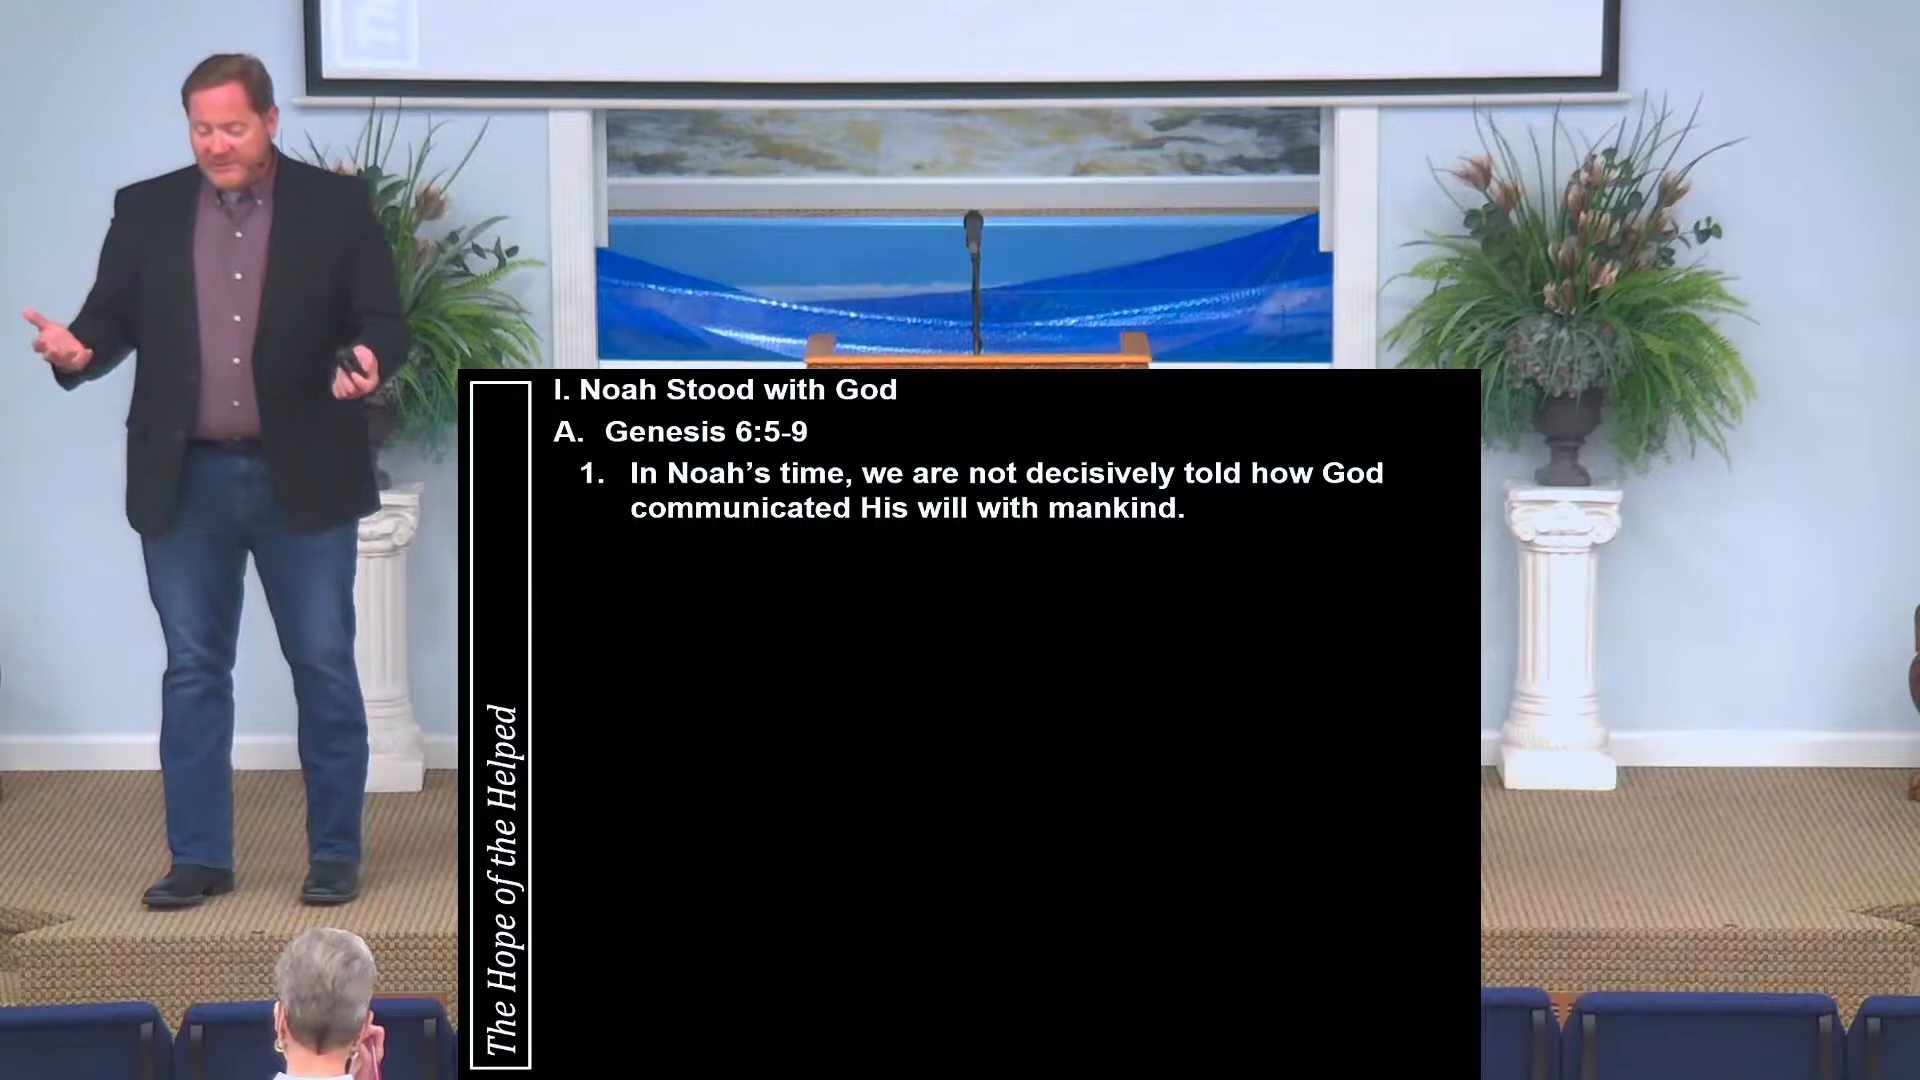 I. Noah Stood with God
A. Genesis 6:5-9
1. In Noah’s time, we are not decisively told how God
communicated His will with mankind.
The Hope of the Helped
Th